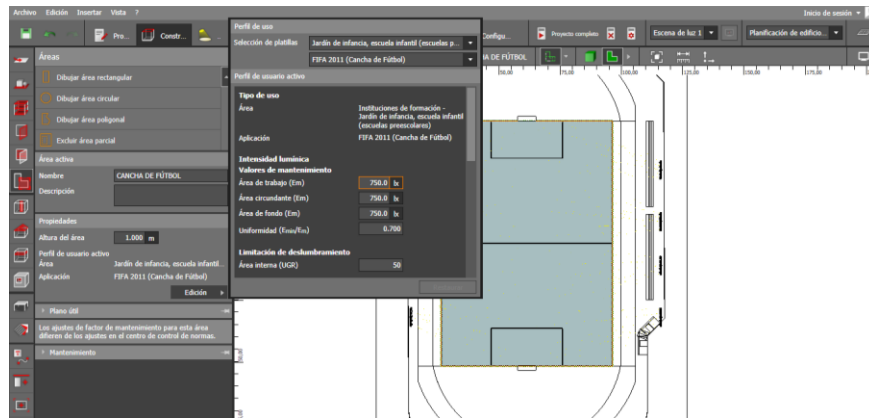 Archivo Edición Insertar Vista ? Inicio de sesión
Pro... Constr... Configu... Proyecto completo Escena de luz 1 Planificación de edificio...
Perfil de uso
Selección de platillas Jardín de infancia, escuela infantil (escuelas p...
FIFA 2011 (Cancha de Fútbol)
Perfil de usuario activo
Tipo de uso
Área Instituciones de formación -
Jardín de infancia, escuela infantil
(escuelas preescolares)
Aplicación FIFA 2011 (Cancha de Fútbol)
Intensidad lumínica
Valores de mantenimiento
Área de trabajo (Em) 750.0 lx
Área circundante (Em) 750.0 lx
Área de fondo (Em) 750.0 lx
Uniformidad (Emin/Em) 0.700
Limitación de deslumbramiento
Área interna (UGR) 50
Áreas
Dibujar área rectangular
Dibujar área circular
Dibujar área poligonal
Excluir área parcial
Área activa
Nombre CANCHA DE FÚTBOL
Descripción
Propiedades
Altura del área 1.000 m
Perfil de usuario activo
Área Jardín de infancia, escuela infantil...
Aplicación FIFA 2011 (Cancha de Fútbol)
Edición
Plano útil
Los ajustes de factor de mantenimiento para esta área
difieren de los ajustes en el centro de control de normas.
Mantenimiento
HA DE FÚTBOL